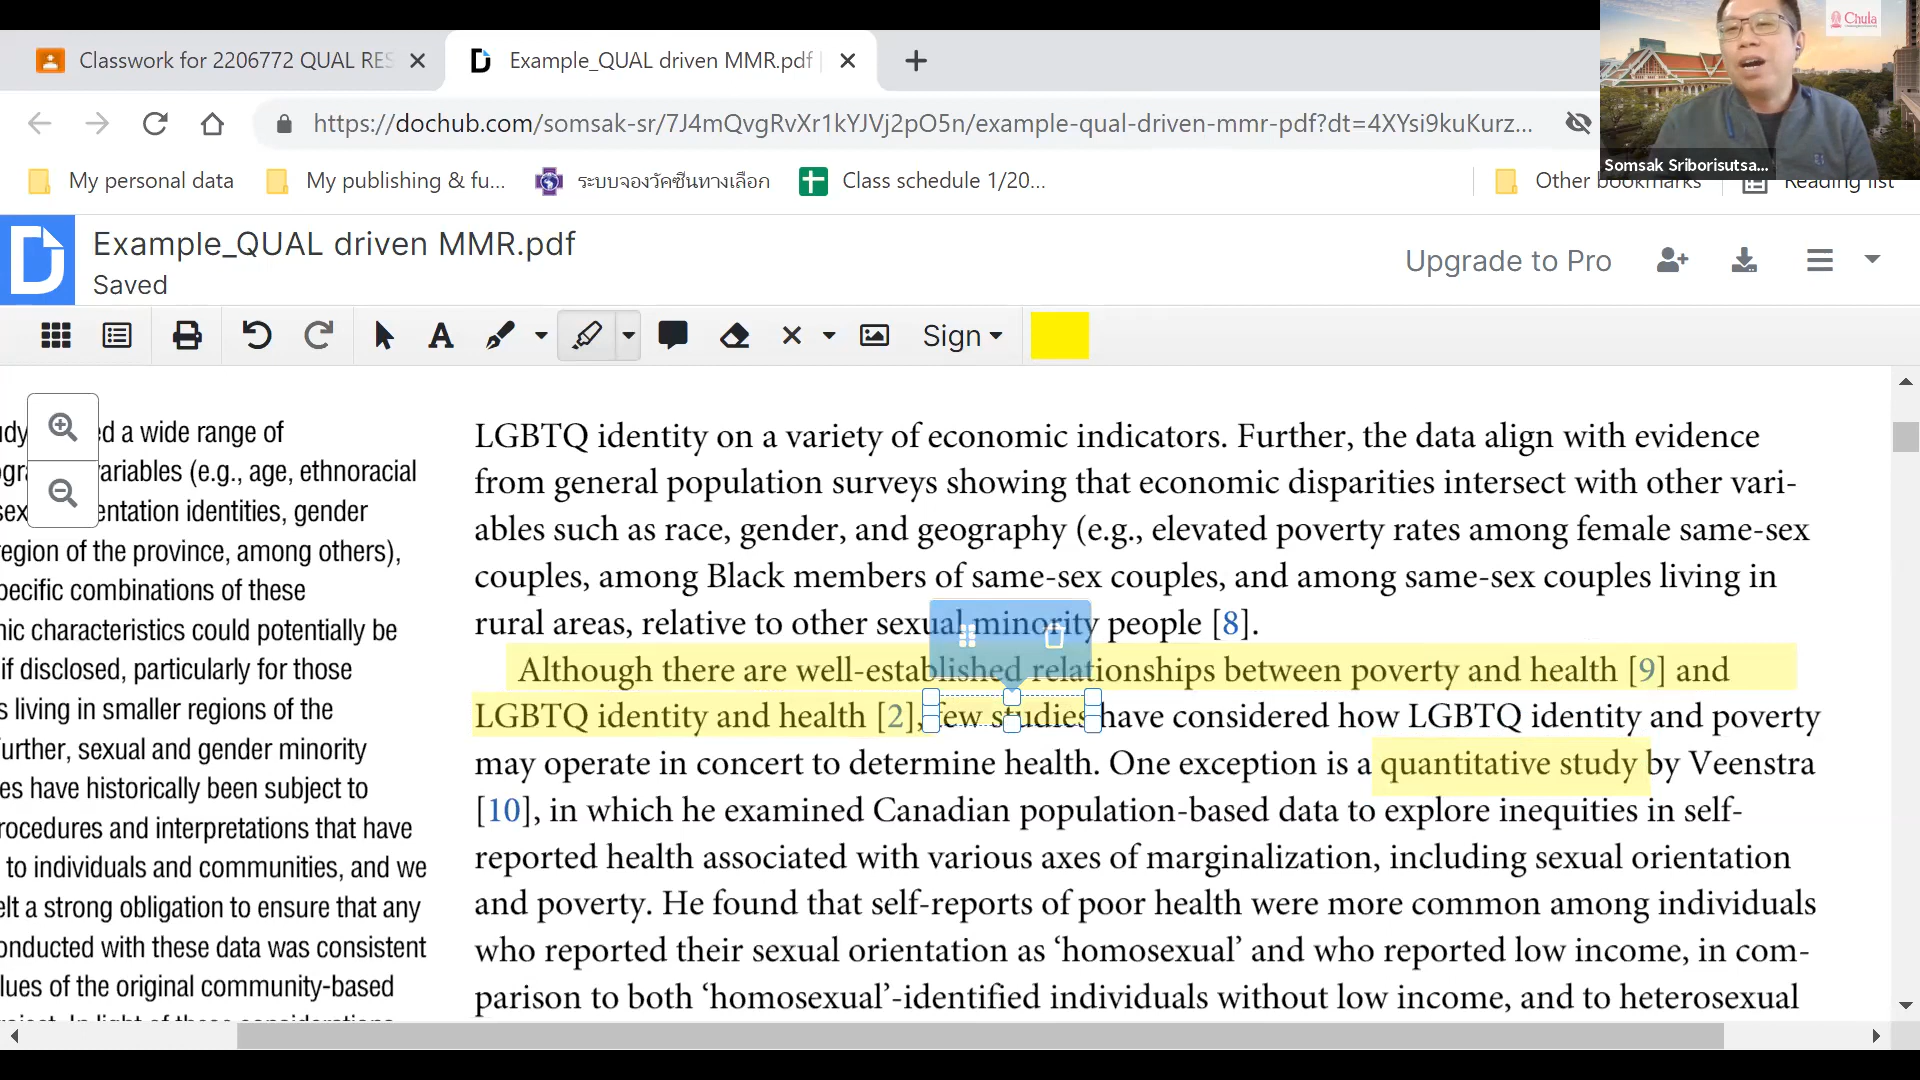 Classwork for 2206772 QUAL RES
Example_QUAL driven MMR.pdf
Chula
https://dochub.com/somsak-sr/7J4mQvgRvXr1kYJVj2pO5n/example-qual-driven-mmr-pdf?dt=4XYsi9kuKurz...
Somsak Sriborisutsa...
My personal data
My publishing & fu...
ระบบจองวัคซีนทางเลือก
Class schedule 1/20...
Other bookmarks
Reading list
Example_QUAL driven MMR.pdf
Saved
Upgrade to Pro
Sign
ed a wide range of
variables (e.g., age, ethnoracial
entation identities, gender
region of the province, among others),
pecific combinations of these
ic characteristics could potentially be
if disclosed, particularly for those
s living in smaller regions of the
urther, sexual and gender minority
es have historically been subject to
rocedures and interpretations that have
to individuals and communities, and we
elt a strong obligation to ensure that any
onducted with these data was consistent
lues of the original community-based
LGBTQ identity on a variety of economic indicators. Further, the data align with evidence
from general population surveys showing that economic disparities intersect with other vari-
ables such as race, gender, and geography (e.g., elevated poverty rates among female same-sex
couples, among Black members of same-sex couples, and among same-sex couples living in
rural areas, relative to other sexual minority people [8].
Although there are well-established relationships between poverty and health [9] and
LGBTQ identity and health [2], few studies have considered how LGBTQ identity and poverty
may operate in concert to determine health. One exception is a quantitative study by Veenstra
[10], in which he examined Canadian population-based data to explore inequities in self-
reported health associated with various axes of marginalization, including sexual orientation
and poverty. He found that self-reports of poor health were more common among individuals
who reported their sexual orientation as ‘homosexual’ and who reported low income, in com-
parison to both ‘homosexual’-identified individuals without low income, and to heterosexual